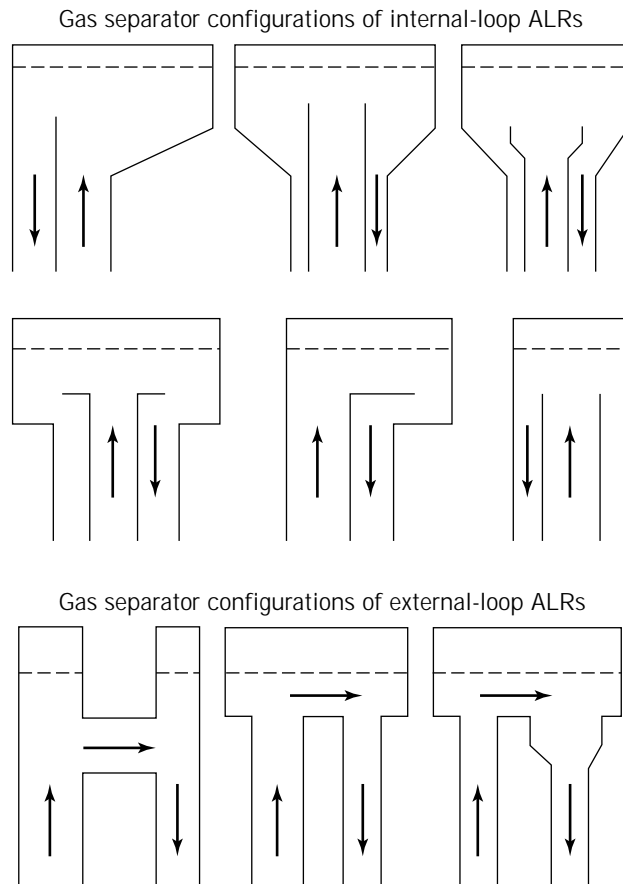 Gas separator configurations of internal-loop ALRs
Gas separator configurations of external-loop ALRs